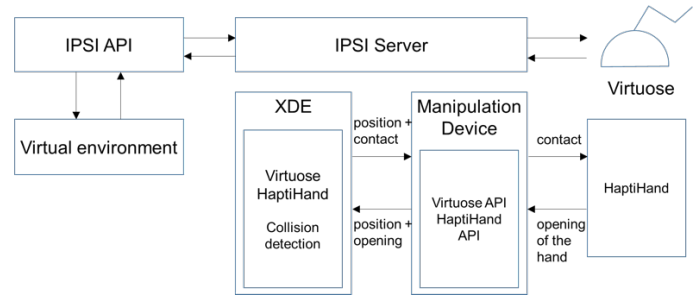 IPSI API
IPSI Server
Virtuose
Virtual environment
XDE
Virtuose
HaptiHand
Collision
detection
position +
contact
position +
opening
Manipulation
Device
Virtuose API
HaptiHand
API
contact
opening
of the
hand
HaptiHand